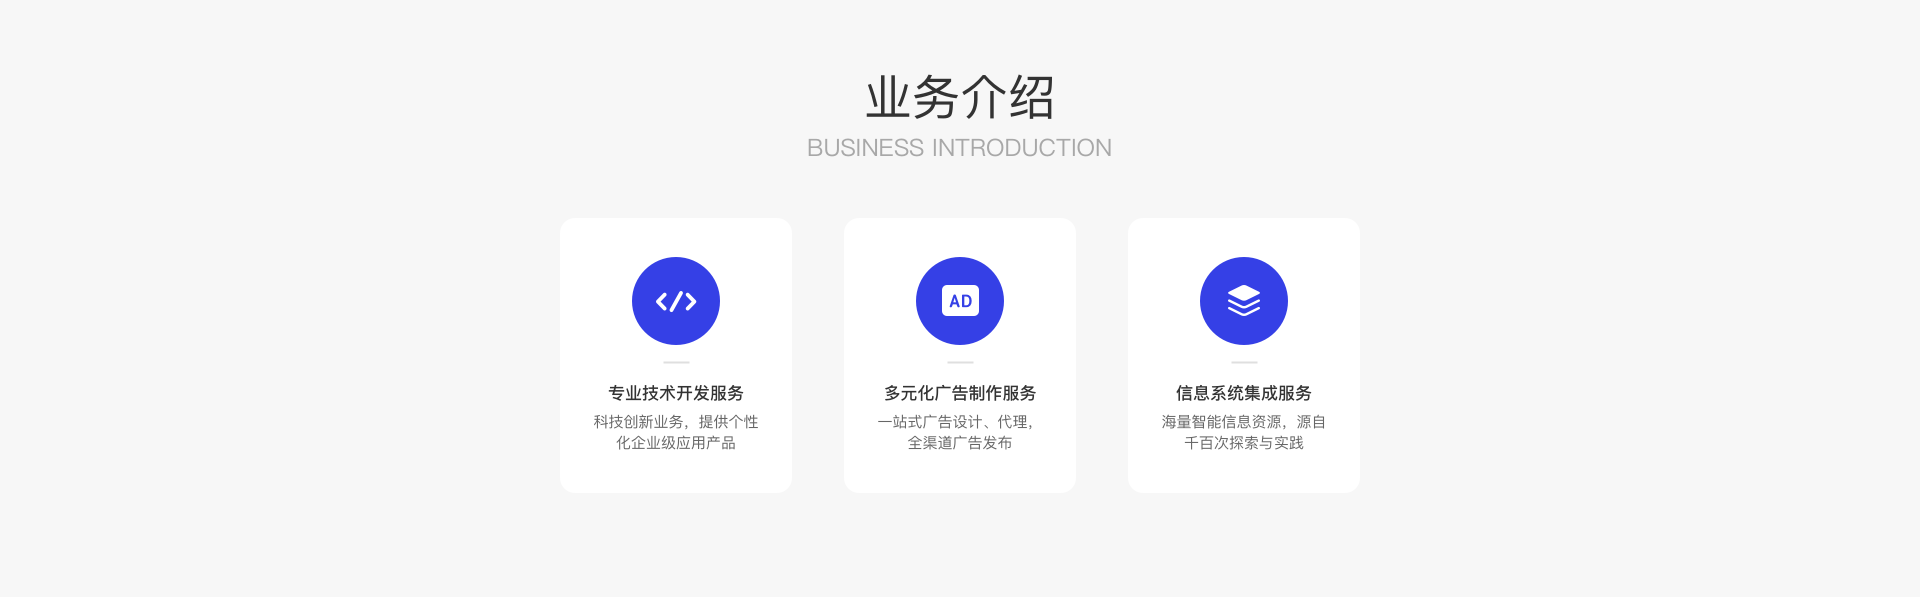 业务介绍
BUSINESS INTRODUCTION
AD
专业技术开发服务
科技创新业务，提供个性
化企业级应用产品
多元化广告制作服务
一站式广告设计、代理，
全渠道广告发布
信息系统集成服务
海量智能信息资源，源自
千百次探索与实践